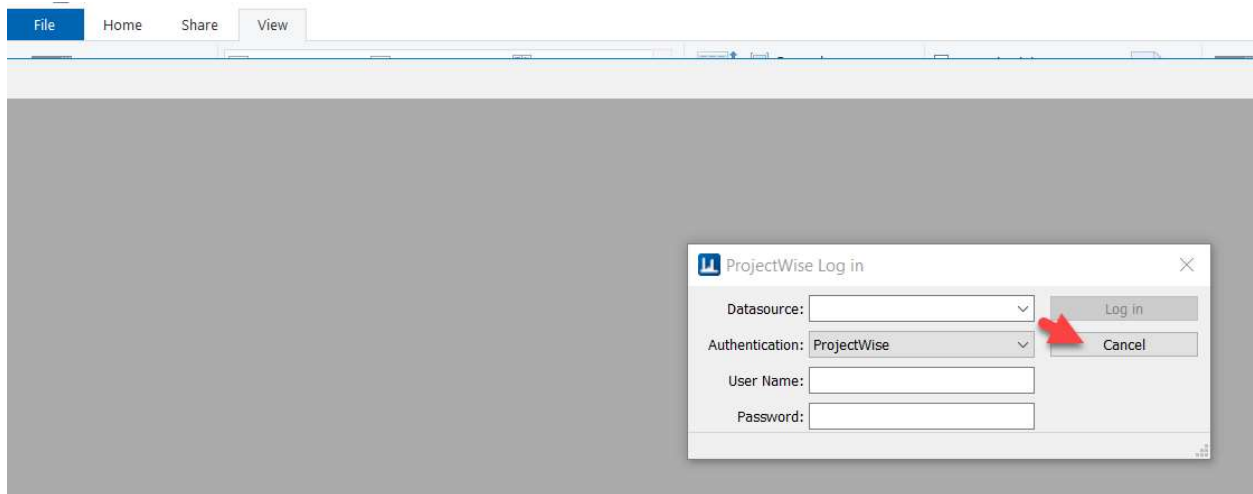 File Home Share View
ProjectWise Log in
Datasource: Log in
Authentication: ProjectWise Cancel
User Name:
Password: